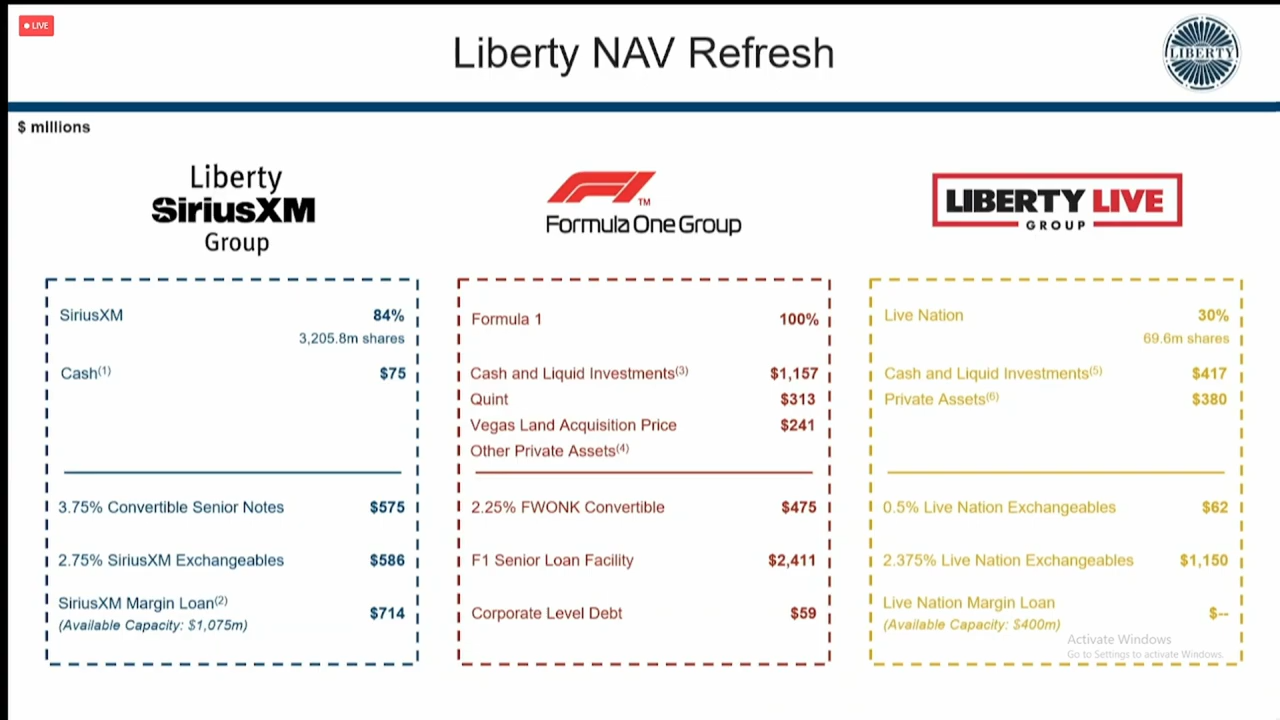 LIVE
Liberty NAV Refresh
LIBERTY
$ millions
Liberty
SiriusXM
Group
SiriusXM 84%
3,205.8m shares
Cash(1) $75
3.75% Convertible Senior Notes $575
2.75% SiriusXM Exchangeables $586
SiriusXM Margin Loan(2) $714
(Available Capacity: $1,075m)
F1 TM
Formula One Group
Formula 1 100%
Cash and Liquid Investments(3) $1,157
Quint $313
Vegas Land Acquisition Price $241
Other Private Assets(4)
2.25% FWONK Convertible $475
F1 Senior Loan Facility $2,411
Corporate Level Debt $59
LIBERTY LIVE
GROUP
Live Nation 30%
69.6m shares
Cash and Liquid Investments(5) $417
Private Assets(6) $380
0.5% Live Nation Exchangeables $62
2.375% Live Nation Exchangeables $1,150
Live Nation Margin Loan $--
(Available Capacity: $400m)
Activate Windows
Go to Settings to activate Windows.